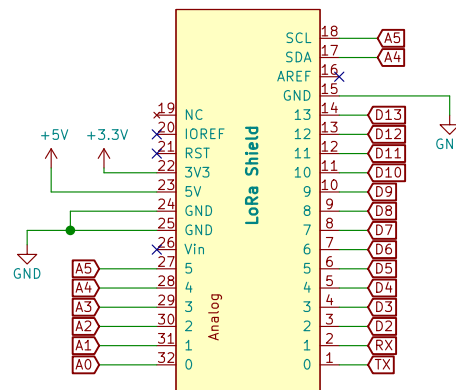 SCL 18 A5
SDA 17 A4
AREF 16
GND 15
GN
19 NC 13 14 D13
+5V +3.3V 20 IOREF 12 13 D12
21 RST 11 12 D11
22 3V3 10 11 D10
23 5V 9 10 D9
24 GND 8 9 D8
25 GND 7 8 D7
GND 26 Vin 6 7 D6
A5 27 5 5 6 D5
A4 28 4 4 5 D4
A3 29 3 3 4 D3
A2 30 2 2 3 D2
A1 31 1 1 2 RX
A0 32 0 0 1 TX
LoRa Shield
Analog